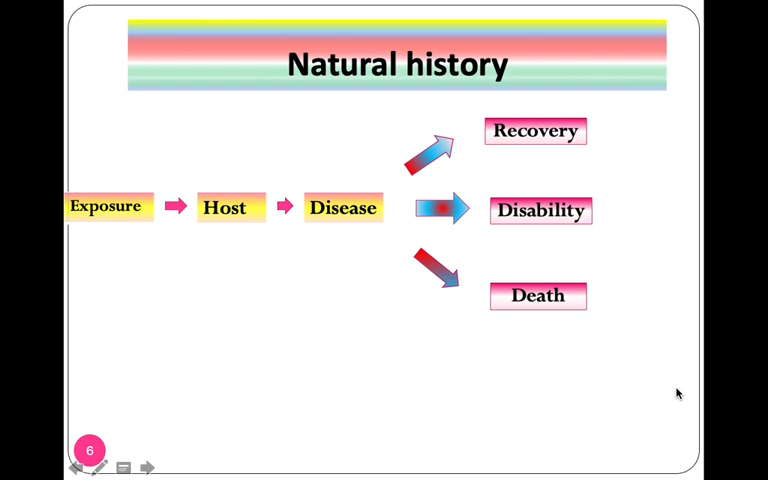 Natural history
Recovery
Exposure
Host
Disease
Disability
Death
6